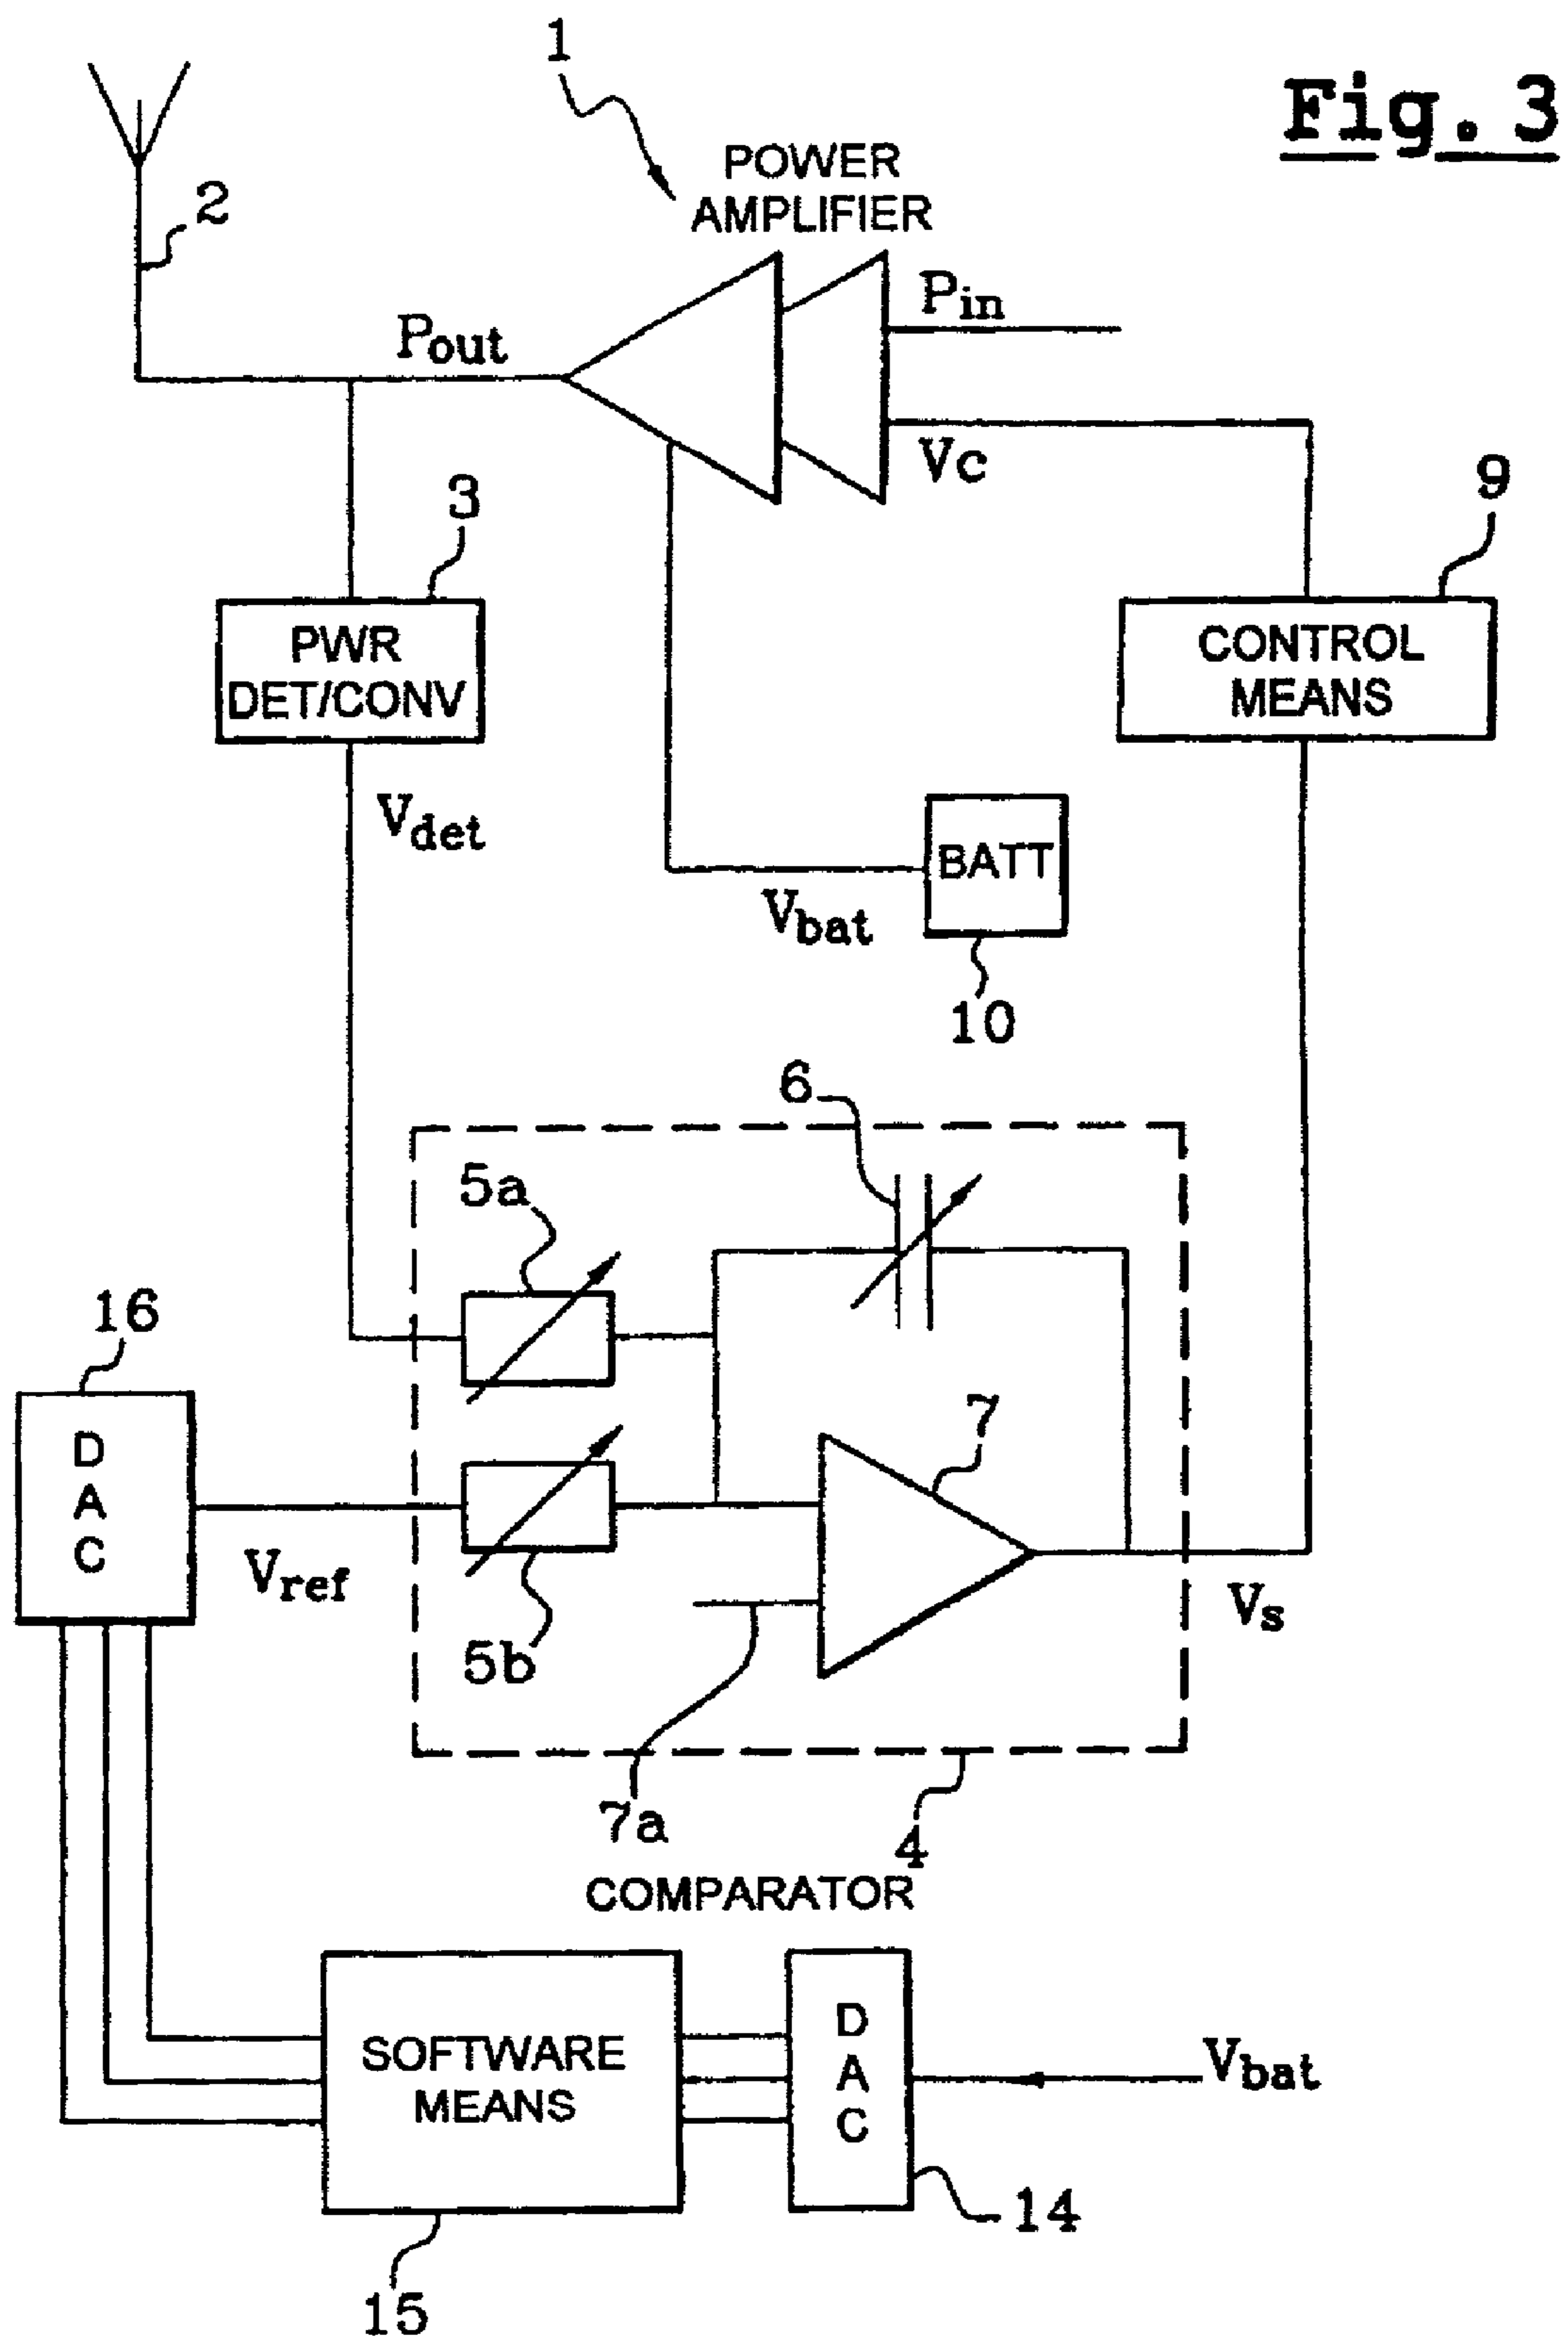 1
Fig. 3
POWER
AMPLIFIER
2
Pin
Pout
Vc
3
9
PWR
DET/CONV
CONTROL
MEANS
Vdet
BATT
Vbat
10
6
5a
16
7
D
A
C
Vref
5b
Vs
7a
4
COMPARATOR
SOFTWARE
MEANS
D
A
C
Vbat
14
15